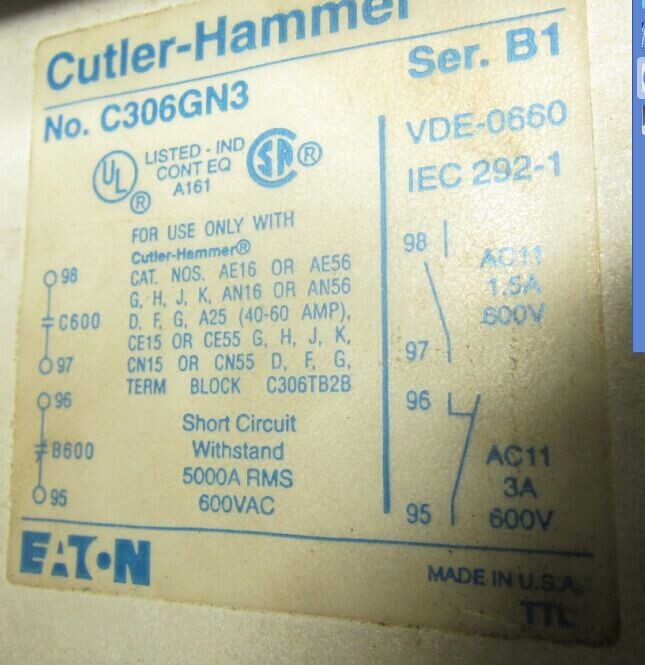 Cutler-Hammer
No. C306GN3
Ser. B1
UL ®
LISTED - IND
CONT EQ
A161
SA ®
VDE-0660
IEC 292-1
FOR USE ONLY WITH
Cutler-Hammer®
CAT. NOS. AE16 OR AE56
G, H, J, K, AN16 OR AN56
D, F, G, A25 (40-60 AMP),
CE15 OR CE55 G, H, J, K,
CN15 OR CN55 D, F, G,
TERM BLOCK C306TB2B
Short Circuit
Withstand
5000A RMS
600VAC
98
C600
97
96
B600
95
98
AC11
1.5A
600V
97
96
AC11
3A
600V
95
EATON
MADE IN U.S.A.
TTL